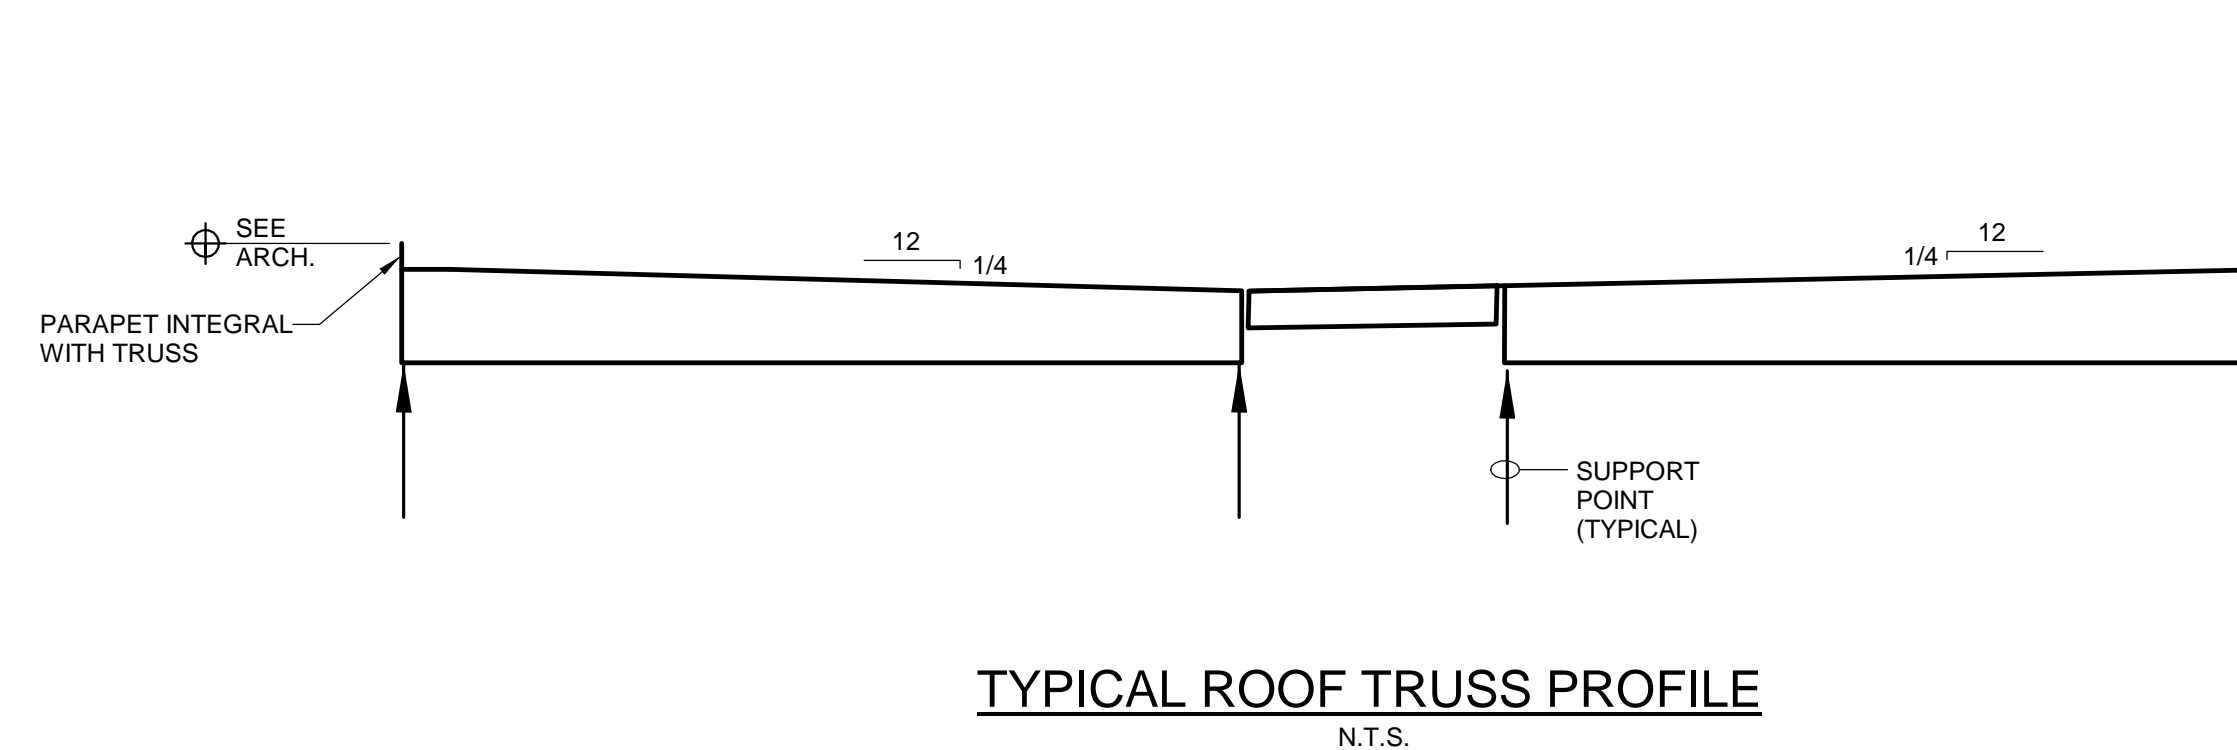 SEE
ARCH.
12
1/4
12
1/4
PARAPET INTEGRAL
WITH TRUSS
SUPPORT
POINT
(TYPICAL)
TYPICAL ROOF TRUSS PROFILE
N.T.S.